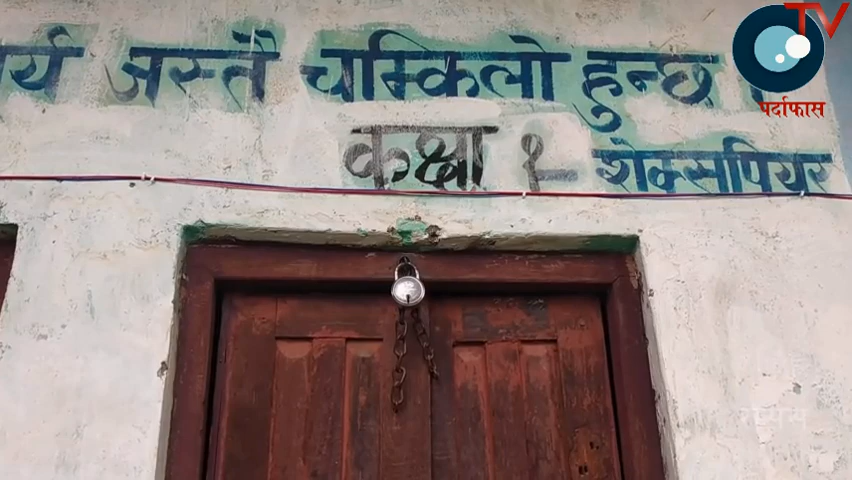 र्य जस्तै चम्किलो हुन्छ ।
कक्षा १
शेक्सपियर
TV
पर्दाफास